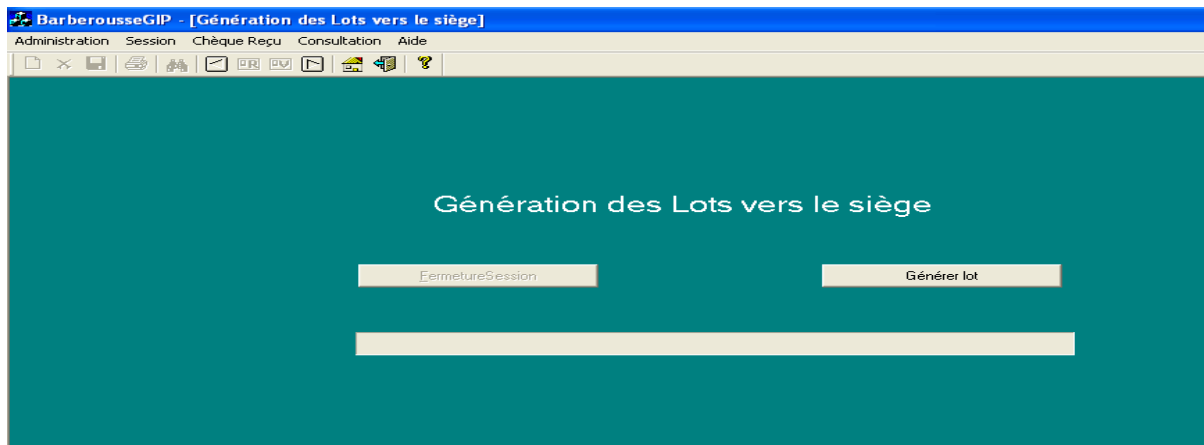 BarberousseGIP - [Génération des Lots vers le siège]
Administration Session Chèque Reçu Consultation Aide
Génération des Lots vers le siège
FermetureSession Générer lot